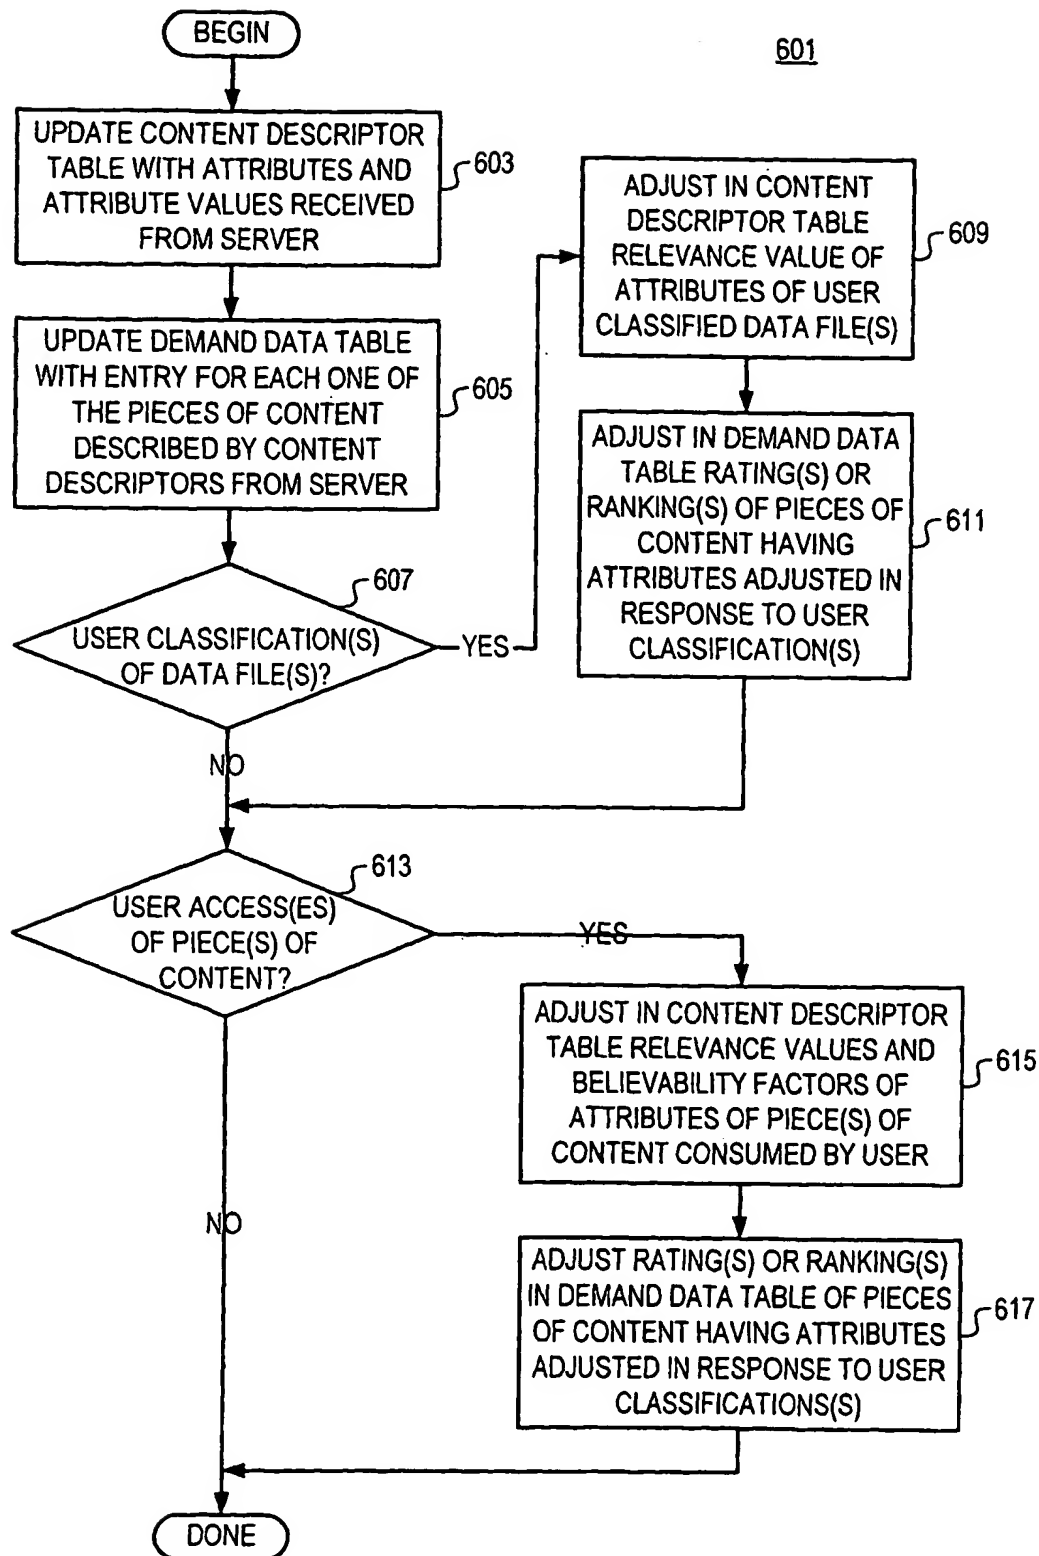 BEGIN
601
UPDATE CONTENT DESCRIPTOR
TABLE WITH ATTRIBUTES AND
ATTRIBUTE VALUES RECEIVED
FROM SERVER
603
UPDATE DEMAND DATA TABLE
WITH ENTRY FOR EACH ONE OF
THE PIECES OF CONTENT
DESCRIBED BY CONTENT
DESCRIPTORS FROM SERVER
605
607
USER CLASSIFICATION(S)
OF DATA FILE(S)?
YES
NO
ADJUST IN CONTENT
DESCRIPTOR TABLE
RELEVANCE VALUE OF
ATTRIBUTES OF USER
CLASSIFIED DATA FILE(S)
609
ADJUST IN DEMAND DATA
TABLE RATING(S) OR
RANKING(S) OF PIECES OF
CONTENT HAVING
ATTRIBUTES ADJUSTED IN
RESPONSE TO USER
CLASSIFICATION(S)
611
613
USER ACCESS(ES)
OF PIECE(S) OF
CONTENT?
YES
NO
ADJUST IN CONTENT DESCRIPTOR
TABLE RELEVANCE VALUES AND
BELIEVABILITY FACTORS OF
ATTRIBUTES OF PIECE(S) OF
CONTENT CONSUMED BY USER
615
ADJUST RATING(S) OR RANKING(S)
IN DEMAND DATA TABLE OF PIECES
OF CONTENT HAVING ATTRIBUTES
ADJUSTED IN RESPONSE TO USER
CLASSIFICATIONS(S)
617
DONE